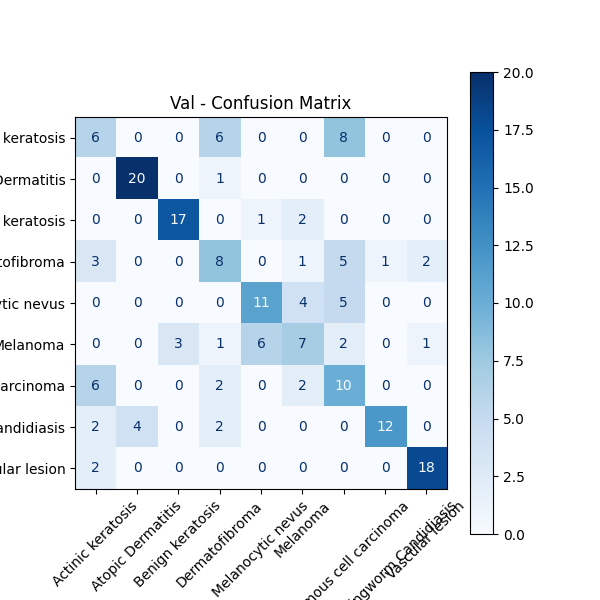 Val - Confusion Matrix
keratosis 6 0 0 6 0 0 8 0 0
Dermatitis 0 20 0 1 0 0 0 0 0
keratosis 0 0 17 0 1 2 0 0 0
tofibroma 3 0 0 8 0 1 5 1 2
ytic nevus 0 0 0 0 11 4 5 0 0
Melanoma 0 0 3 1 6 7 2 0 1
arcinoma 6 0 0 2 0 2 10 0 0
andidiasis 2 4 0 2 0 0 0 12 0
ular lesion 2 0 0 0 0 0 0 0 18
Actinic keratosis
Atopic Dermatitis
Benign keratosis
Dermatofibroma
Melanocytic nevus
Melanoma
mous cell carcinoma
ingworm Candidiasis
Vascular lesion
20.0
17.5
15.0
12.5
10.0
7.5
5.0
2.5
0.0